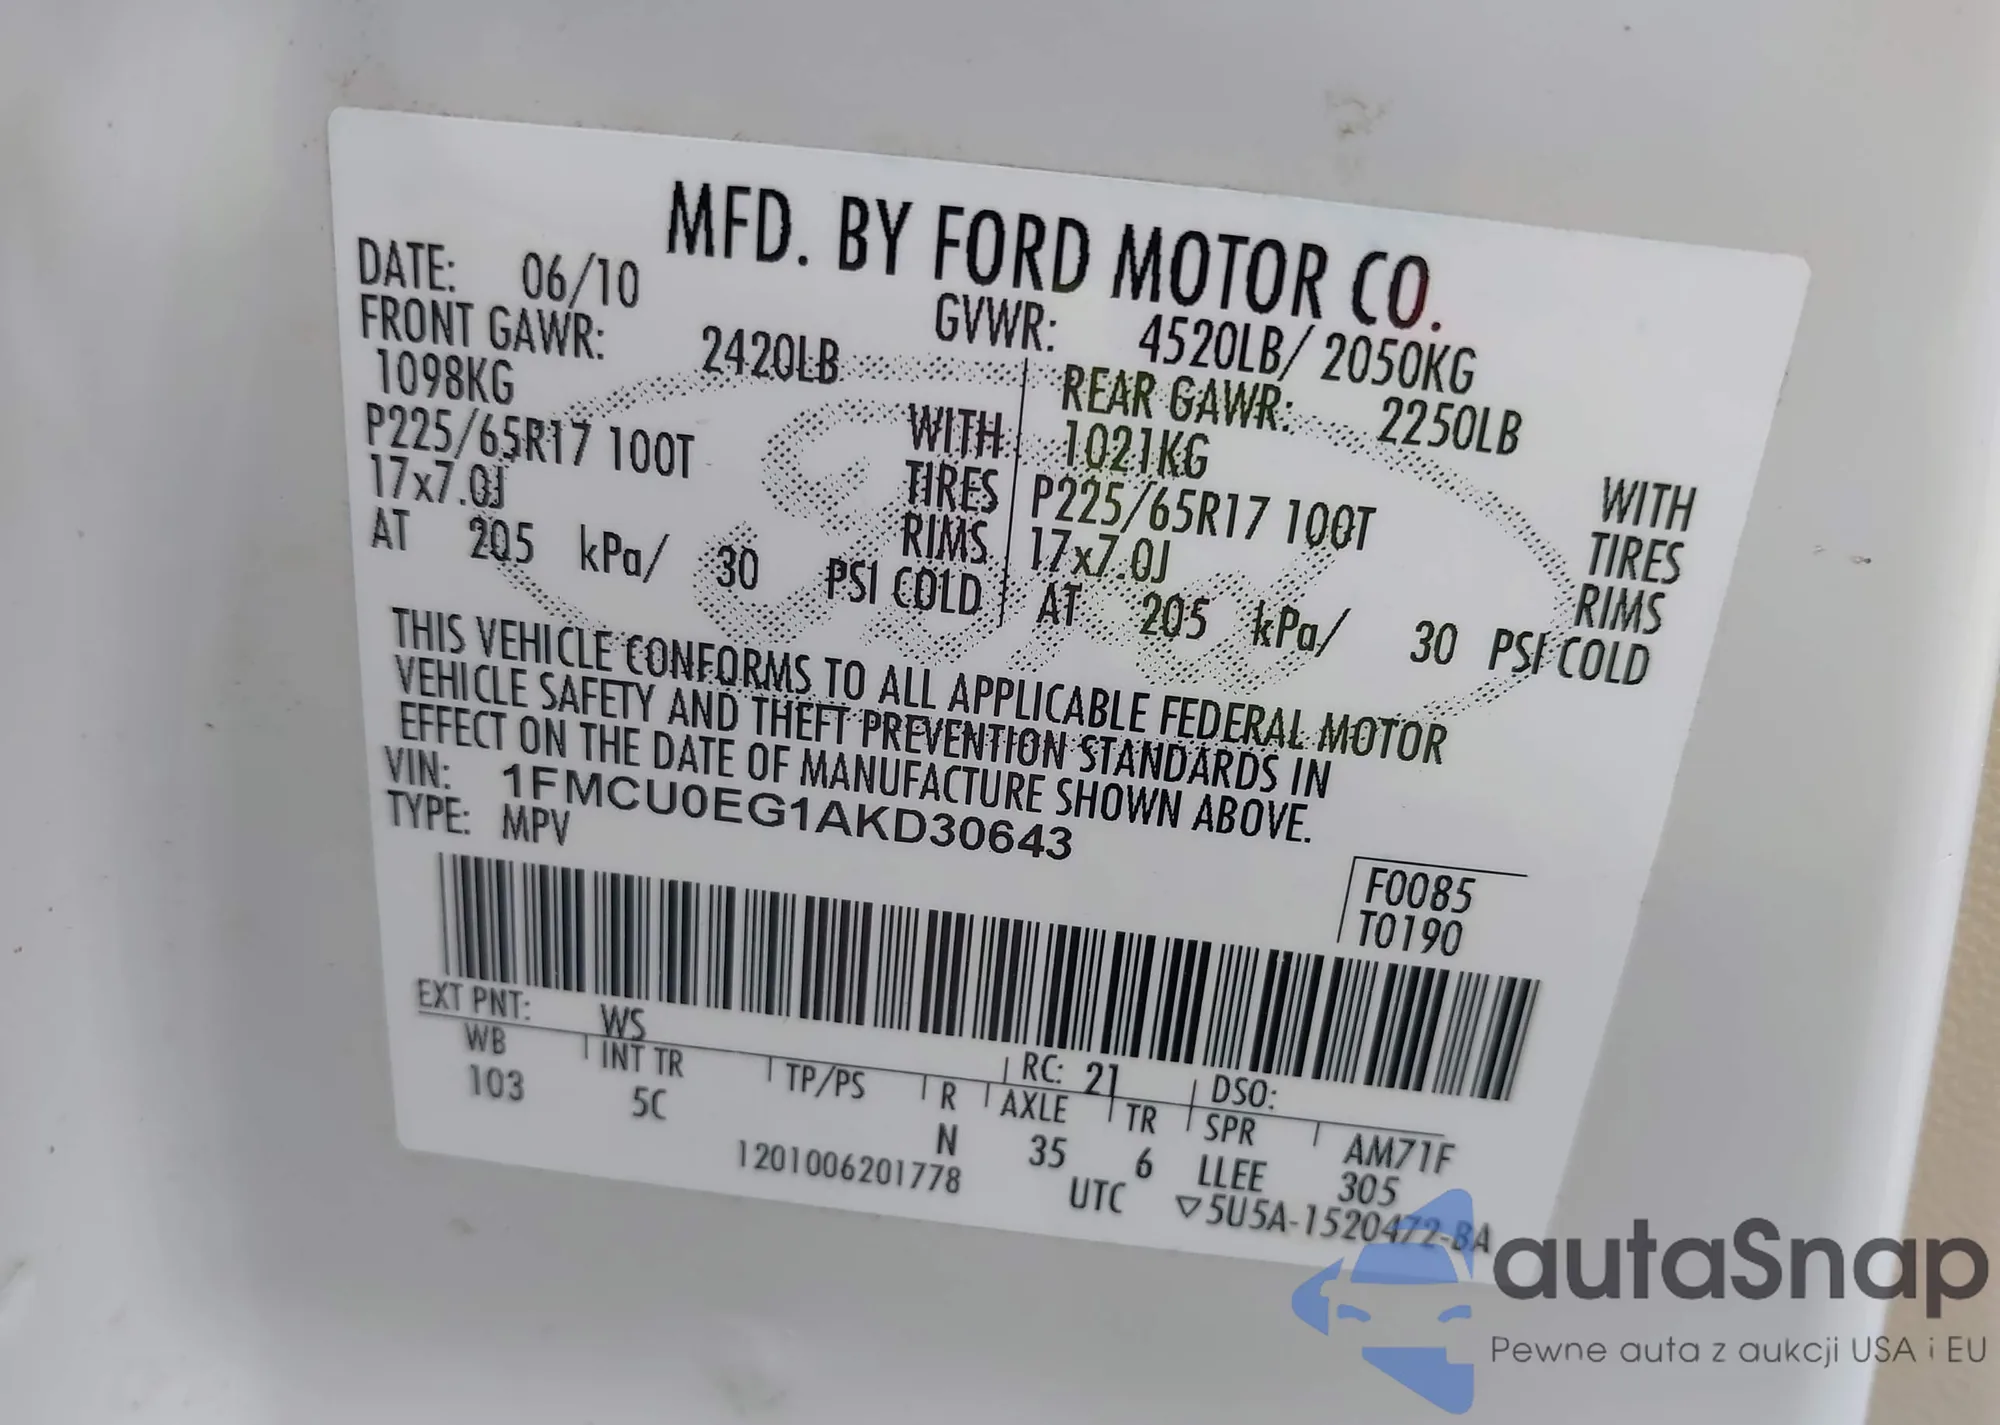 MFD. BY FORD MOTOR CO.
DATE: 06/10 GVWR: 4520LB/ 2050KG
FRONT GAWR: 2420LB REAR GAWR: 2250LB
1098KG WITH 1021KG WITH
P225/65R17 100T TIRES P225/65R17 100T TIRES
17x7.0J RIMS 17x7.0J RIMS
AT 205 kPa/ 30 PSI COLD AT 205 kPa/ 30 PSI COLD
THIS VEHICLE CONFORMS TO ALL APPLICABLE FEDERAL MOTOR
VEHICLE SAFETY AND THEFT PREVENTION STANDARDS IN
EFFECT ON THE DATE OF MANUFACTURE SHOWN ABOVE.
VIN: 1FMCU0EG1AKD30643
TYPE: MPV
F0085
T0190
EXT PNT: WS RC: 21 DSO:
WB INT TR TP/PS R AXLE TR SPR AM71F
103 5C N 35 6 LLEE 305
1201006201778 UTC ▽5U5A-1520472-BA
autaSnap
Pewne auta z aukcji USA i EU